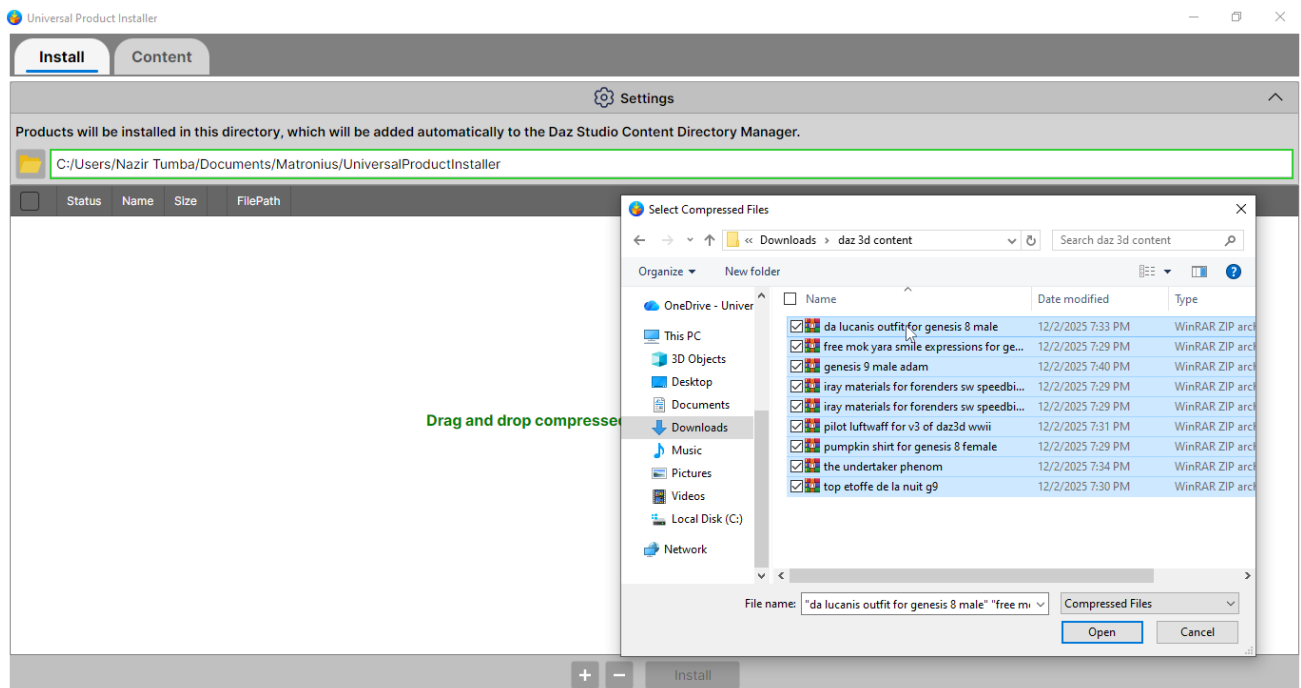 Universal Product Installer
Install Content
Settings
Products will be installed in this directory, which will be added automatically to the Daz Studio Content Directory Manager.
C:/Users/Nazir Tumba/Documents/Matronius/UniversalProductInstaller
Status Name Size FilePath
Drag and drop compressed
Select Compressed Files
« Downloads › daz 3d content
Search daz 3d content
Organize New folder
OneDrive - Univer
This PC
3D Objects
Desktop
Documents
Downloads
Music
Pictures
Videos
Local Disk (C:)
Network
Name Date modified Type
da lucanis outfit for genesis 8 male 12/2/2025 7:33 PM WinRAR ZIP arch
free mok yara smile expressions for ge... 12/2/2025 7:29 PM WinRAR ZIP arch
genesis 9 male adam 12/2/2025 7:40 PM WinRAR ZIP arch
iray materials for forenders sw speedbi... 12/2/2025 7:29 PM WinRAR ZIP arch
iray materials for forenders sw speedbi... 12/2/2025 7:29 PM WinRAR ZIP arch
pilot luftwaff for v3 of daz3d wwii 12/2/2025 7:31 PM WinRAR ZIP arch
pumpkin shirt for genesis 8 female 12/2/2025 7:29 PM WinRAR ZIP arch
the undertaker phenom 12/2/2025 7:34 PM WinRAR ZIP arch
top etoffe de la nuit g9 12/2/2025 7:30 PM WinRAR ZIP arch
File name: "da lucanis outfit for genesis 8 male" "free m
Compressed Files
Open Cancel
+ − Install